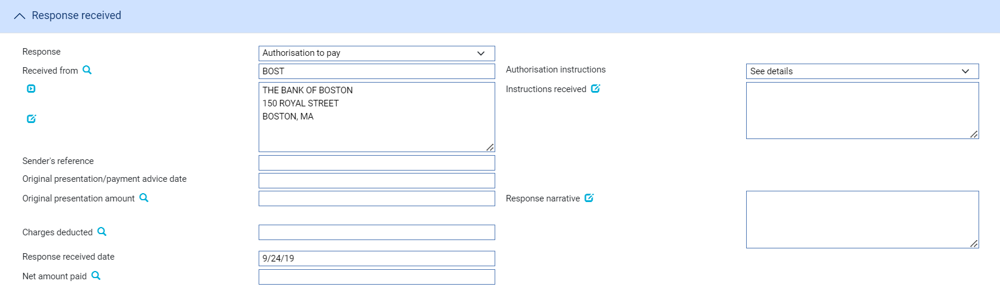 Response received
Response
Authorisation to pay
Received from
BOST
Authorisation instructions
See details
THE BANK OF BOSTON
150 ROYAL STREET
BOSTON, MA
Instructions received
Sender's reference
Original presentation/payment advice date
Original presentation amount
Response narrative
Charges deducted
Response received date
9/24/19
Net amount paid